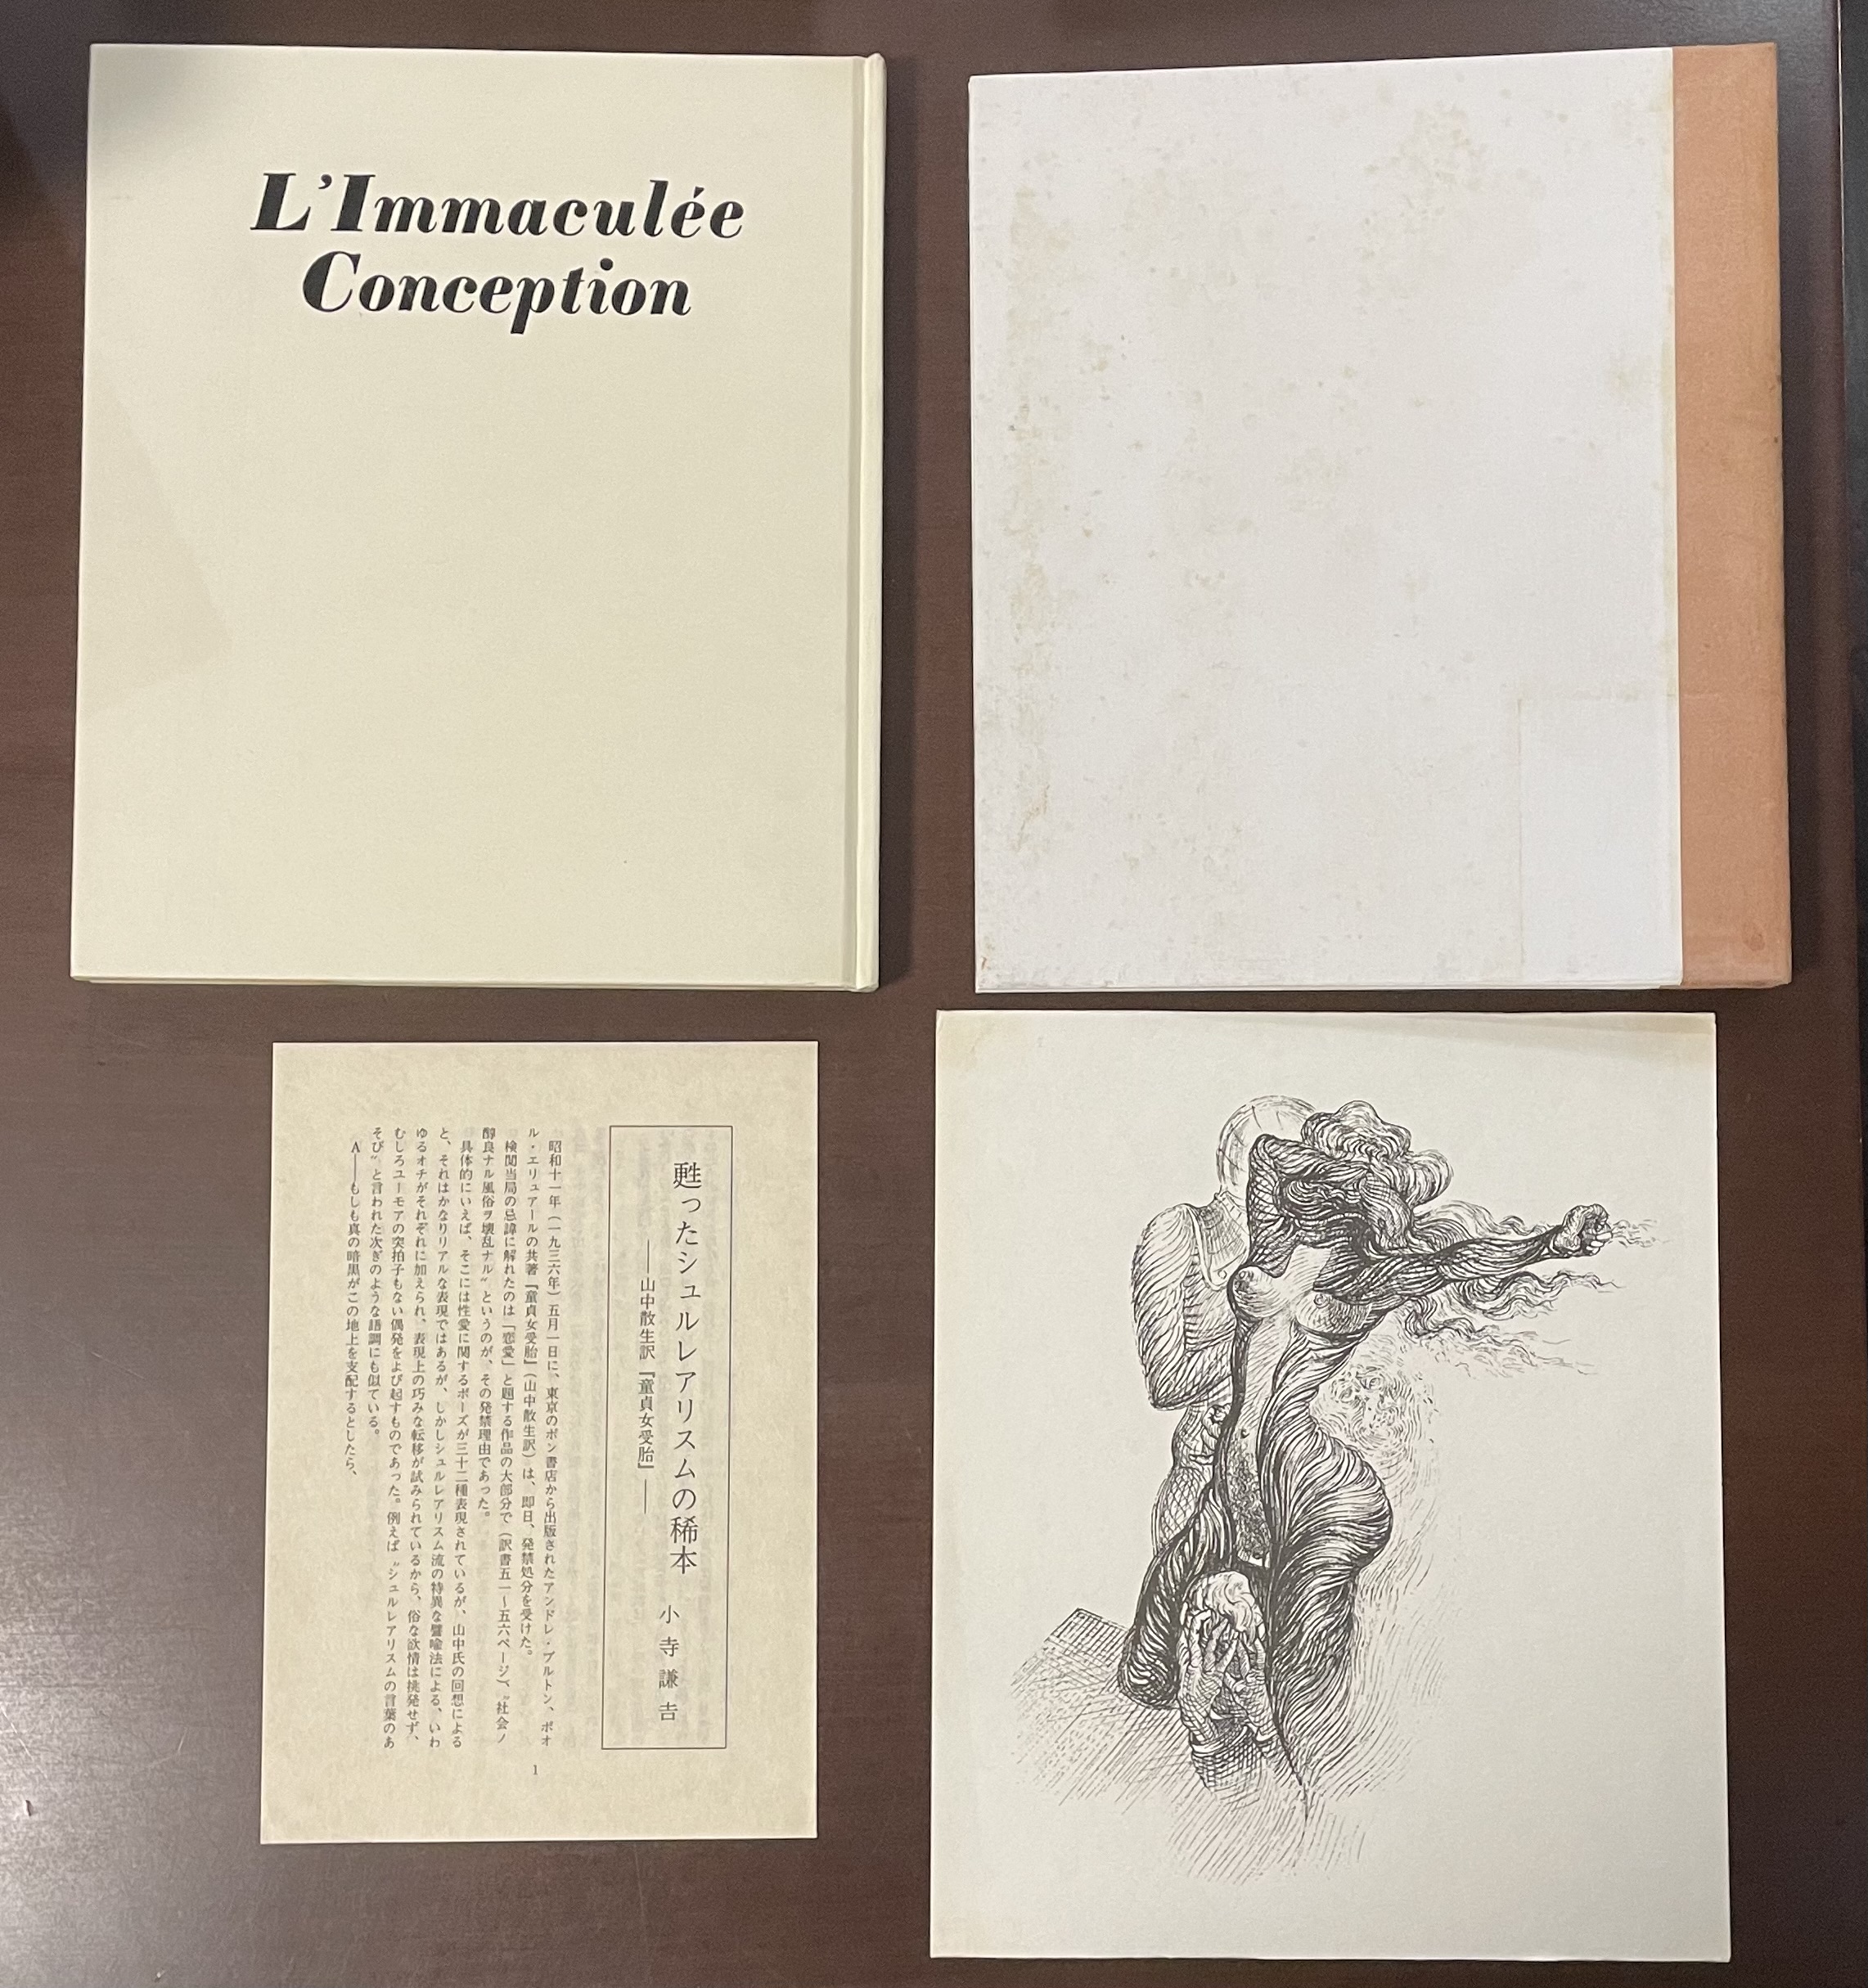 L'Immaculée
Conception
甦ったシュルレアリスムの稀本
——山中散生訳『童貞女受胎』——
小寺謙吉
昭和十一年（一九三六年）五月一日に、東京のボン書店から出版されたアンドレ・ブルトン、ポオ
ル・エリュアールの共著『童貞女受胎』（山中散生訳）は、即日、発禁処分を受けた。
検閲当局の忌諱に触れたのは「恋愛」と題する作品の大部分で（訳書五一～五六ページ）、〝社会ノ
醇良ナル風俗ヲ壊乱ナル〟というのが、その発禁理由であった。
具体的にいえば、そこには性愛に関するポーズが三十二種表現されているが、山中氏の回想による
と、それはかなりリアルな表現ではあるが、しかしシュルレアリスム流の特異な譬喩法による、いわ
ゆるオチがそれぞれに加えられ、表現上の巧みな転移が試みられているから、俗な欲情は挑発せず、
むしろユーモアの突拍子もない偶発をよび起すものであった。例えば〝シュルレアリスムの言葉のあ
そび〟と言われた次ぎのような語調にも似ている。
A——もしも真の暗黒がこの地上を支配するとしたら、
1